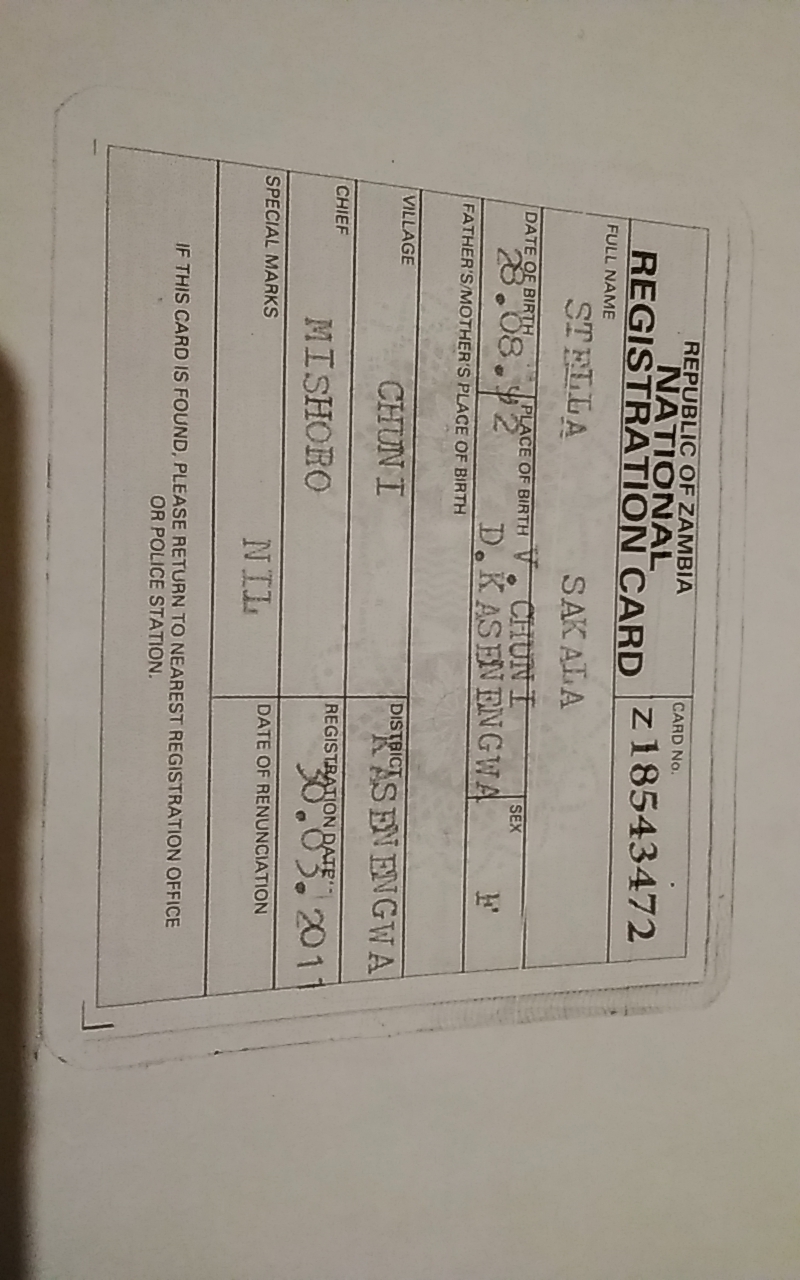 REPUBLIC OF ZAMBIA
NATIONAL
REGISTRATION CARD
CARD No.
Z 18543472
FULL NAME
STELLA SAKALA
DATE OF BIRTH
28.08.42
PLACE OF BIRTH V. CHUNI
D.KASENENGWA
SEX
F
FATHER'S/MOTHER'S PLACE OF BIRTH
VILLAGE
CHUNI
DISTRICT
KASENENGWA
CHIEF
MISHORO
REGISTRATION DATE
30.03.2011
SPECIAL MARKS
NIL
DATE OF RENUNCIATION
IF THIS CARD IS FOUND, PLEASE RETURN TO NEAREST REGISTRATION OFFICE
OR POLICE STATION.